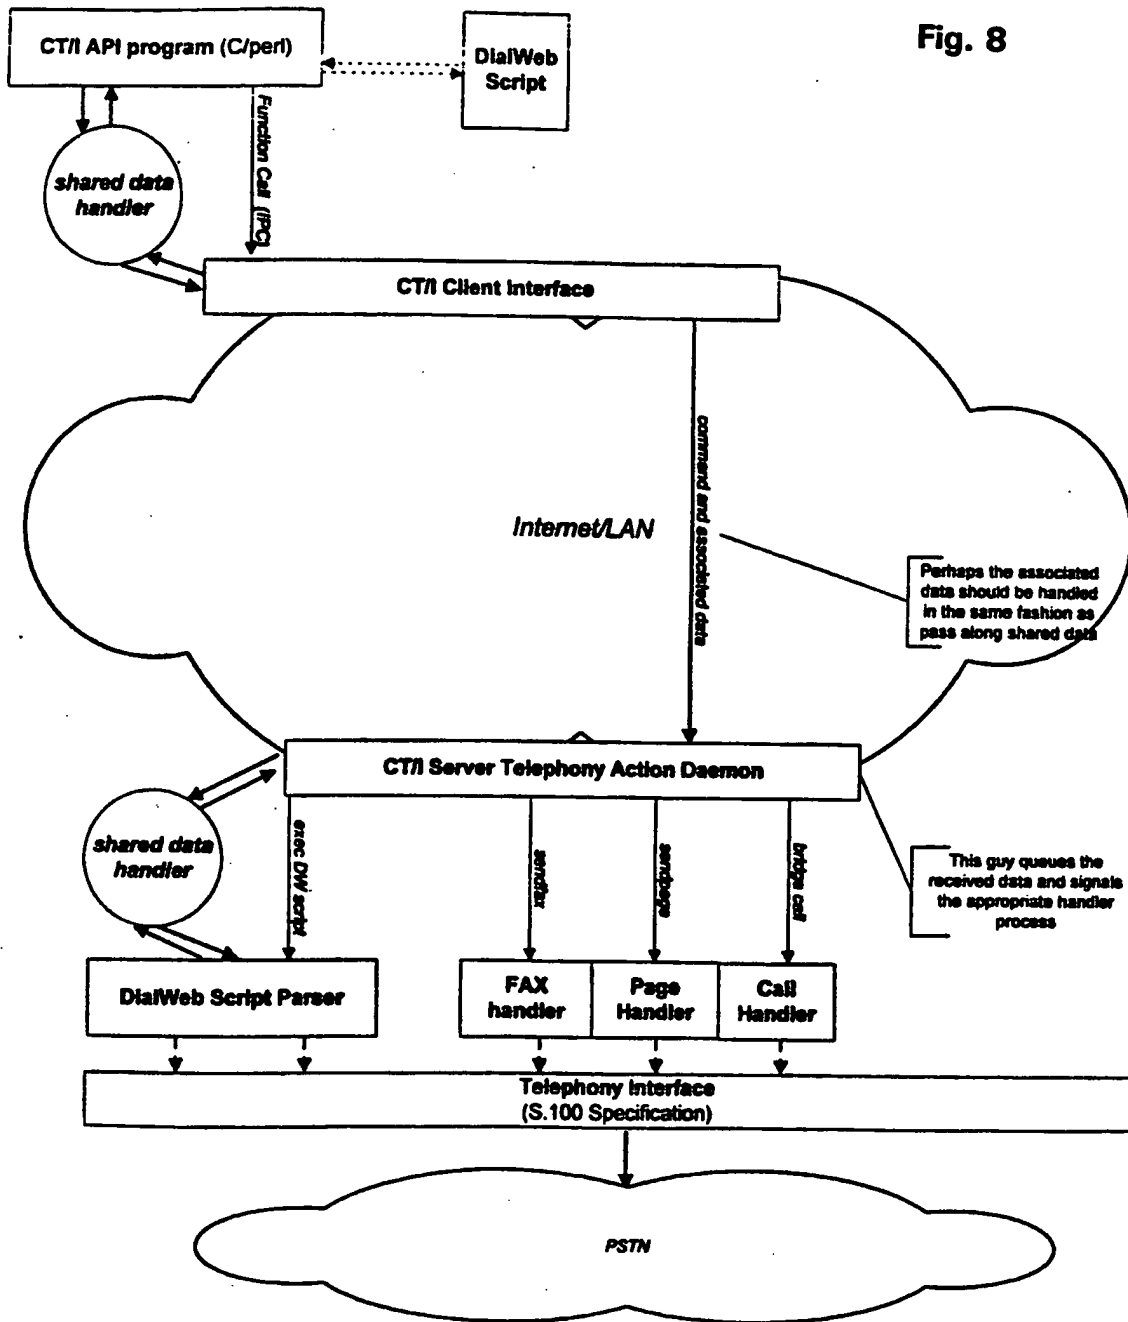 Fig. 8
CT/I API program (C/perl)
DialWeb
Script
Function Call (IPC)
shared data
handler
CT/I Client Interface
command and associated data
Internet/LAN
Perhaps the associated
data should be handled
in the same fashion as
pass along shared data
CT/I Server Telephony Action Daemon
shared data
handler
exec DW script
sendfax
sendpage
bridge call
This guy queues the
received data and signals
the appropriate handler
process
DialWeb Script Parser
FAX
handler
Page
Handler
Call
Handler
Telephony Interface
(S.100 Specification)
PSTN